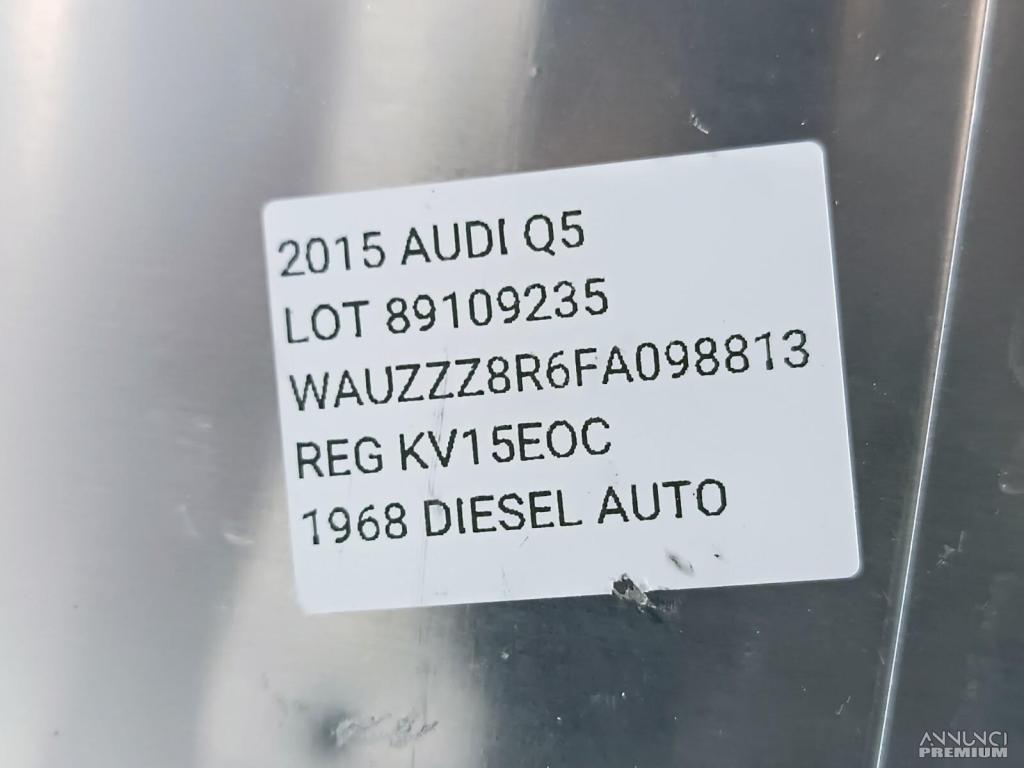 2015 AUDI Q5
LOT 89109235
WAUZZZ8R6FA098813
REG KV15EOC
1968 DIESEL AUTO
ANNUNCI
PREMIUM